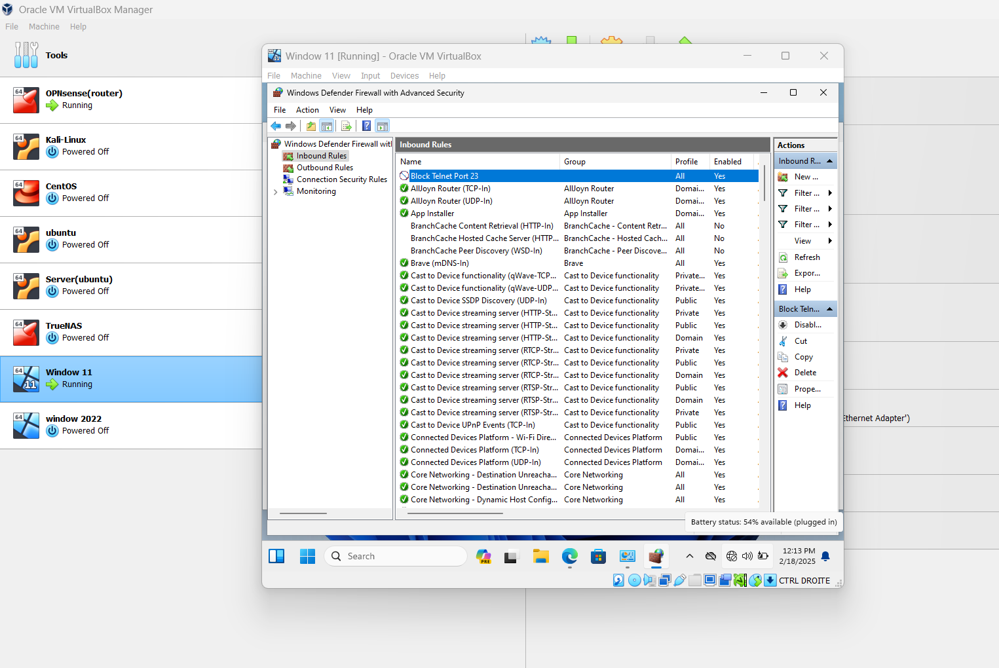 Oracle VM VirtualBox Manager
File Machine Help
Tools
64
OPNsense(router)
Running
64
Kali-Linux
Powered Off
64
CentOS
Powered Off
64
ubuntu
Powered Off
64
Server(ubuntu)
Powered Off
64
TrueNAS
Powered Off
64
11
Window 11
Running
64
window 2022
Powered Off
Window 11 [Running] - Oracle VM VirtualBox
File Machine View Input Devices Help
Windows Defender Firewall with Advanced Security
File Action View Help
Windows Defender Firewall wit
Inbound Rules
Outbound Rules
Connection Security Rules
Monitoring
Inbound Rules
Name Group Profile Enabled
Block Telnet Port 23 All Yes
AllJoyn Router (TCP-In) AllJoyn Router Domai... Yes
AllJoyn Router (UDP-In) AllJoyn Router Domai... Yes
App Installer App Installer Domai... Yes
BranchCache Content Retrieval (HTTP-In) BranchCache - Content Retr... All No
BranchCache Hosted Cache Server (HTTP... BranchCache - Hosted Cach... All No
BranchCache Peer Discovery (WSD-In) BranchCache - Peer Discove... All No
Brave (mDNS-In) Brave All Yes
Cast to Device functionality (qWave-TCP... Cast to Device functionality Private... Yes
Cast to Device functionality (qWave-UDP... Cast to Device functionality Private... Yes
Cast to Device SSDP Discovery (UDP-In) Cast to Device functionality Public Yes
Cast to Device streaming server (HTTP-St... Cast to Device functionality Private Yes
Cast to Device streaming server (HTTP-St... Cast to Device functionality Public Yes
Cast to Device streaming server (HTTP-St... Cast to Device functionality Domain Yes
Cast to Device streaming server (RTCP-Str... Cast to Device functionality Private Yes
Cast to Device streaming server (RTCP-Str... Cast to Device functionality Public Yes
Cast to Device streaming server (RTCP-Str... Cast to Device functionality Domain Yes
Cast to Device streaming server (RTSP-Str... Cast to Device functionality Public Yes
Cast to Device streaming server (RTSP-Str... Cast to Device functionality Domain Yes
Cast to Device streaming server (RTSP-Str... Cast to Device functionality Private Yes
Cast to Device UPnP Events (TCP-In) Cast to Device functionality Public Yes
Connected Devices Platform - Wi-Fi Dire... Connected Devices Platform Public Yes
Connected Devices Platform (TCP-In) Connected Devices Platform Domai... Yes
Connected Devices Platform (UDP-In) Connected Devices Platform Domai... Yes
Core Networking - Destination Unreacha... Core Networking All Yes
Core Networking - Destination Unreacha... Core Networking All Yes
Core Networking - Dynamic Host Config... Core Networking All Yes
Actions
Inbound R...
New ...
Filter ...
Filter ...
Filter ...
View
Refresh
Expor...
Help
Block Teln...
Disabl...
Cut
Copy
Delete
Prope...
Help
Ethernet Adapter')
Battery status: 54% available (plugged in)
Search
PRE
12:13 PM
2/18/2025
CTRL DROITE